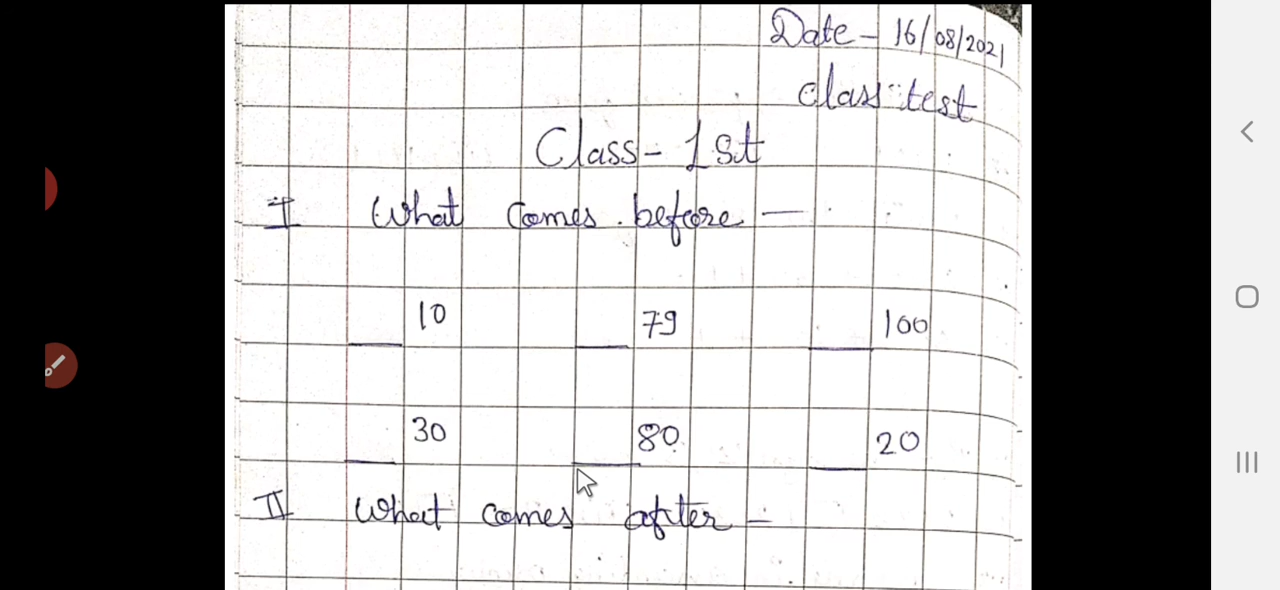 Date - 16/08/2021
class test
Class - 1st
I What comes before -
__ 10 __ 79 __ 100
__ 30 __ 80 __ 20
II What comes after -